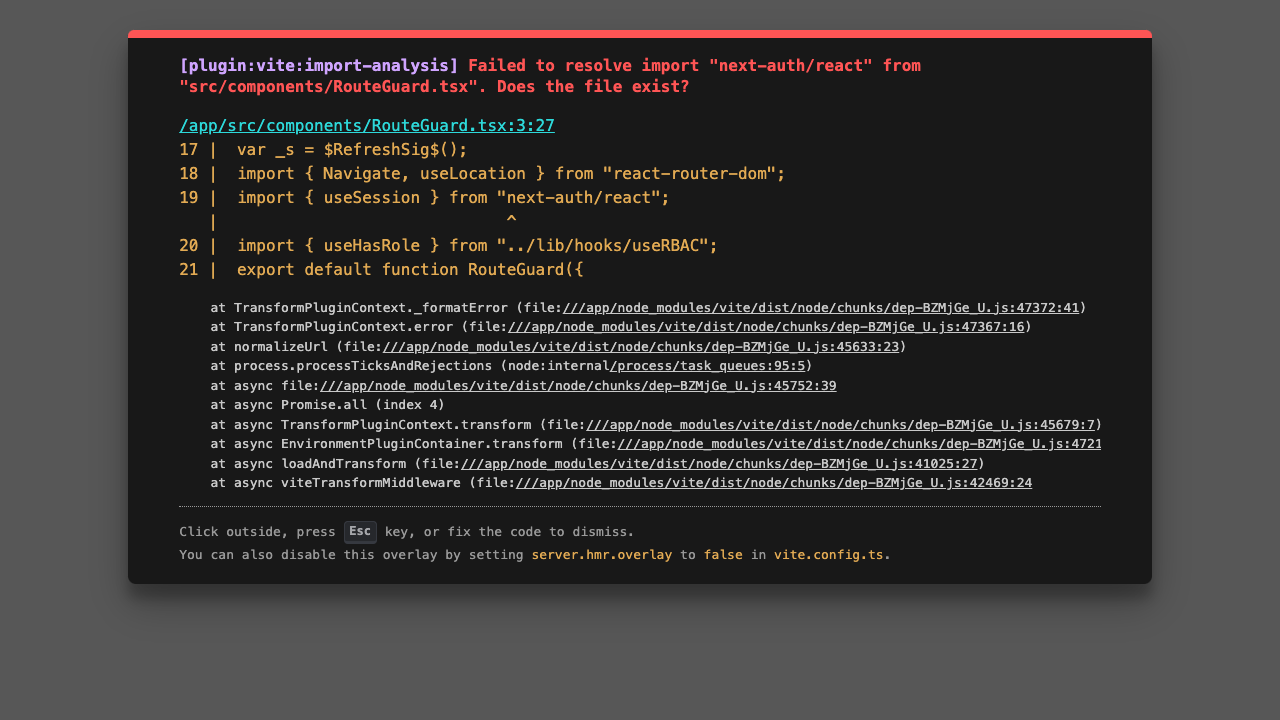 [plugin:vite:import-analysis] Failed to resolve import "next-auth/react" from
"src/components/RouteGuard.tsx". Does the file exist?
/app/src/components/RouteGuard.tsx:3:27
17 |  var _s = $RefreshSig$();
18 |  import { Navigate, useLocation } from "react-router-dom";
19 |  import { useSession } from "next-auth/react";
   |                              ^
20 |  import { useHasRole } from "../lib/hooks/useRBAC";
21 |  export default function RouteGuard({
at TransformPluginContext._formatError (file:///app/node_modules/vite/dist/node/chunks/dep-BZMjGe_U.js:47372:41)
at TransformPluginContext.error (file:///app/node_modules/vite/dist/node/chunks/dep-BZMjGe_U.js:47367:16)
at normalizeUrl (file:///app/node_modules/vite/dist/node/chunks/dep-BZMjGe_U.js:45633:23)
at process.processTicksAndRejections (node:internal/process/task_queues:95:5)
at async file:///app/node_modules/vite/dist/node/chunks/dep-BZMjGe_U.js:45752:39
at async Promise.all (index 4)
at async TransformPluginContext.transform (file:///app/node_modules/vite/dist/node/chunks/dep-BZMjGe_U.js:45679:7)
at async EnvironmentPluginContainer.transform (file:///app/node_modules/vite/dist/node/chunks/dep-BZMjGe_U.js:4721
at async loadAndTransform (file:///app/node_modules/vite/dist/node/chunks/dep-BZMjGe_U.js:41025:27)
at async viteTransformMiddleware (file:///app/node_modules/vite/dist/node/chunks/dep-BZMjGe_U.js:42469:24
Click outside, press Esc key, or fix the code to dismiss.
You can also disable this overlay by setting server.hmr.overlay to false in vite.config.ts.